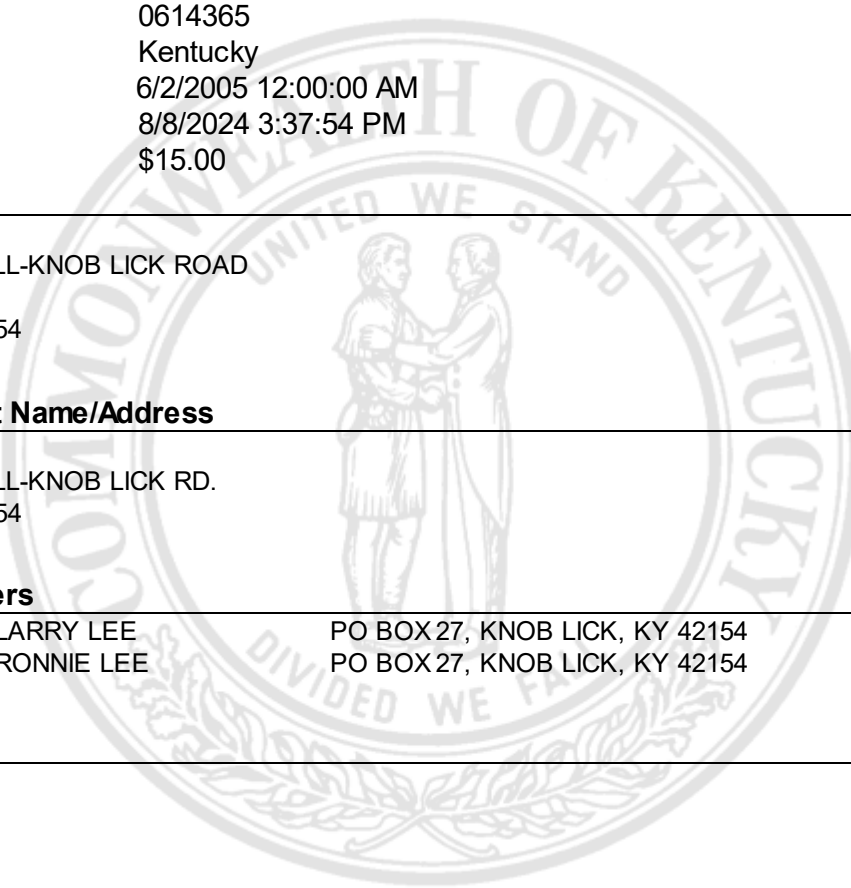 0614365
Kentucky
6/2/2005 12:00:00 AM
8/8/2024 3:37:54 PM
$15.00
LL-KNOB LICK ROAD
54
Name/Address
LL-KNOB LICK RD.
54
ers
LARRY LEE PO BOX 27, KNOB LICK, KY 42154
RONNIE LEE PO BOX 27, KNOB LICK, KY 42154
COMMONWEALTH OF KENTUCKY
UNITED WE STAND
DIVIDED WE FALL